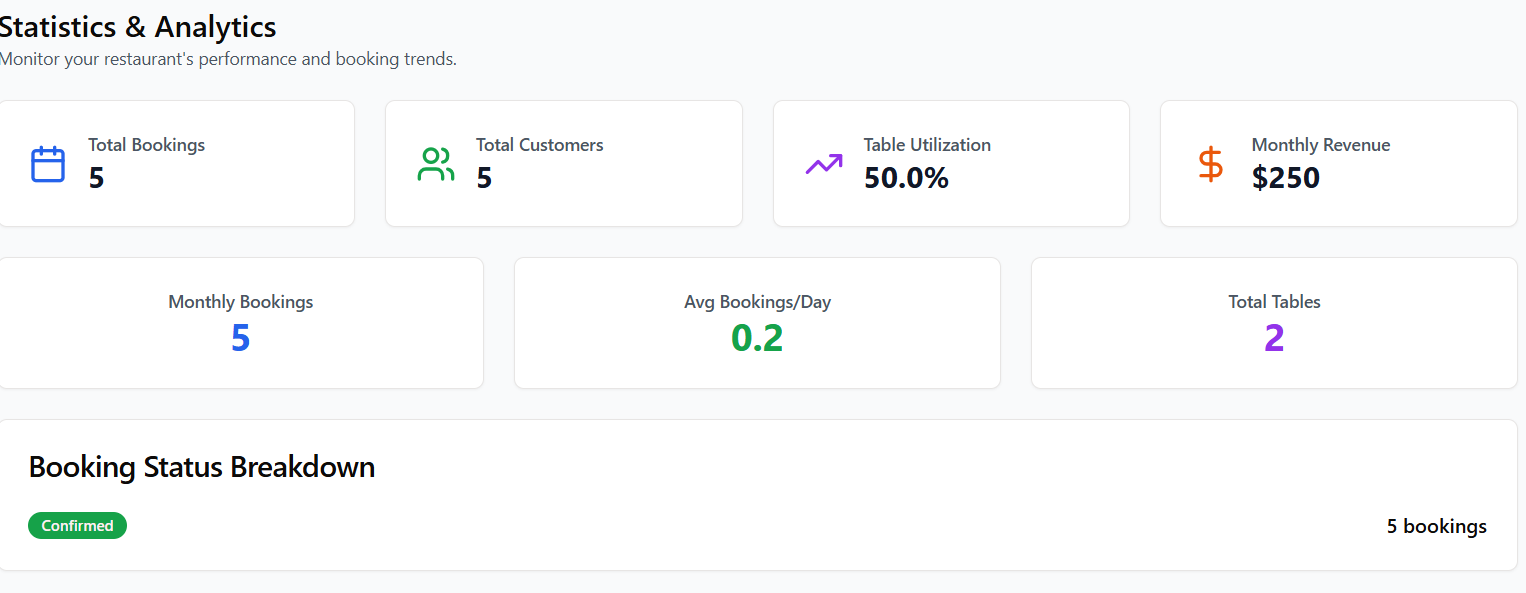 Statistics & Analytics
Monitor your restaurant's performance and booking trends.
Total Bookings
5
Total Customers
5
Table Utilization
50.0%
Monthly Revenue
$250
Monthly Bookings
5
Avg Bookings/Day
0.2
Total Tables
2
Booking Status Breakdown
Confirmed
5 bookings